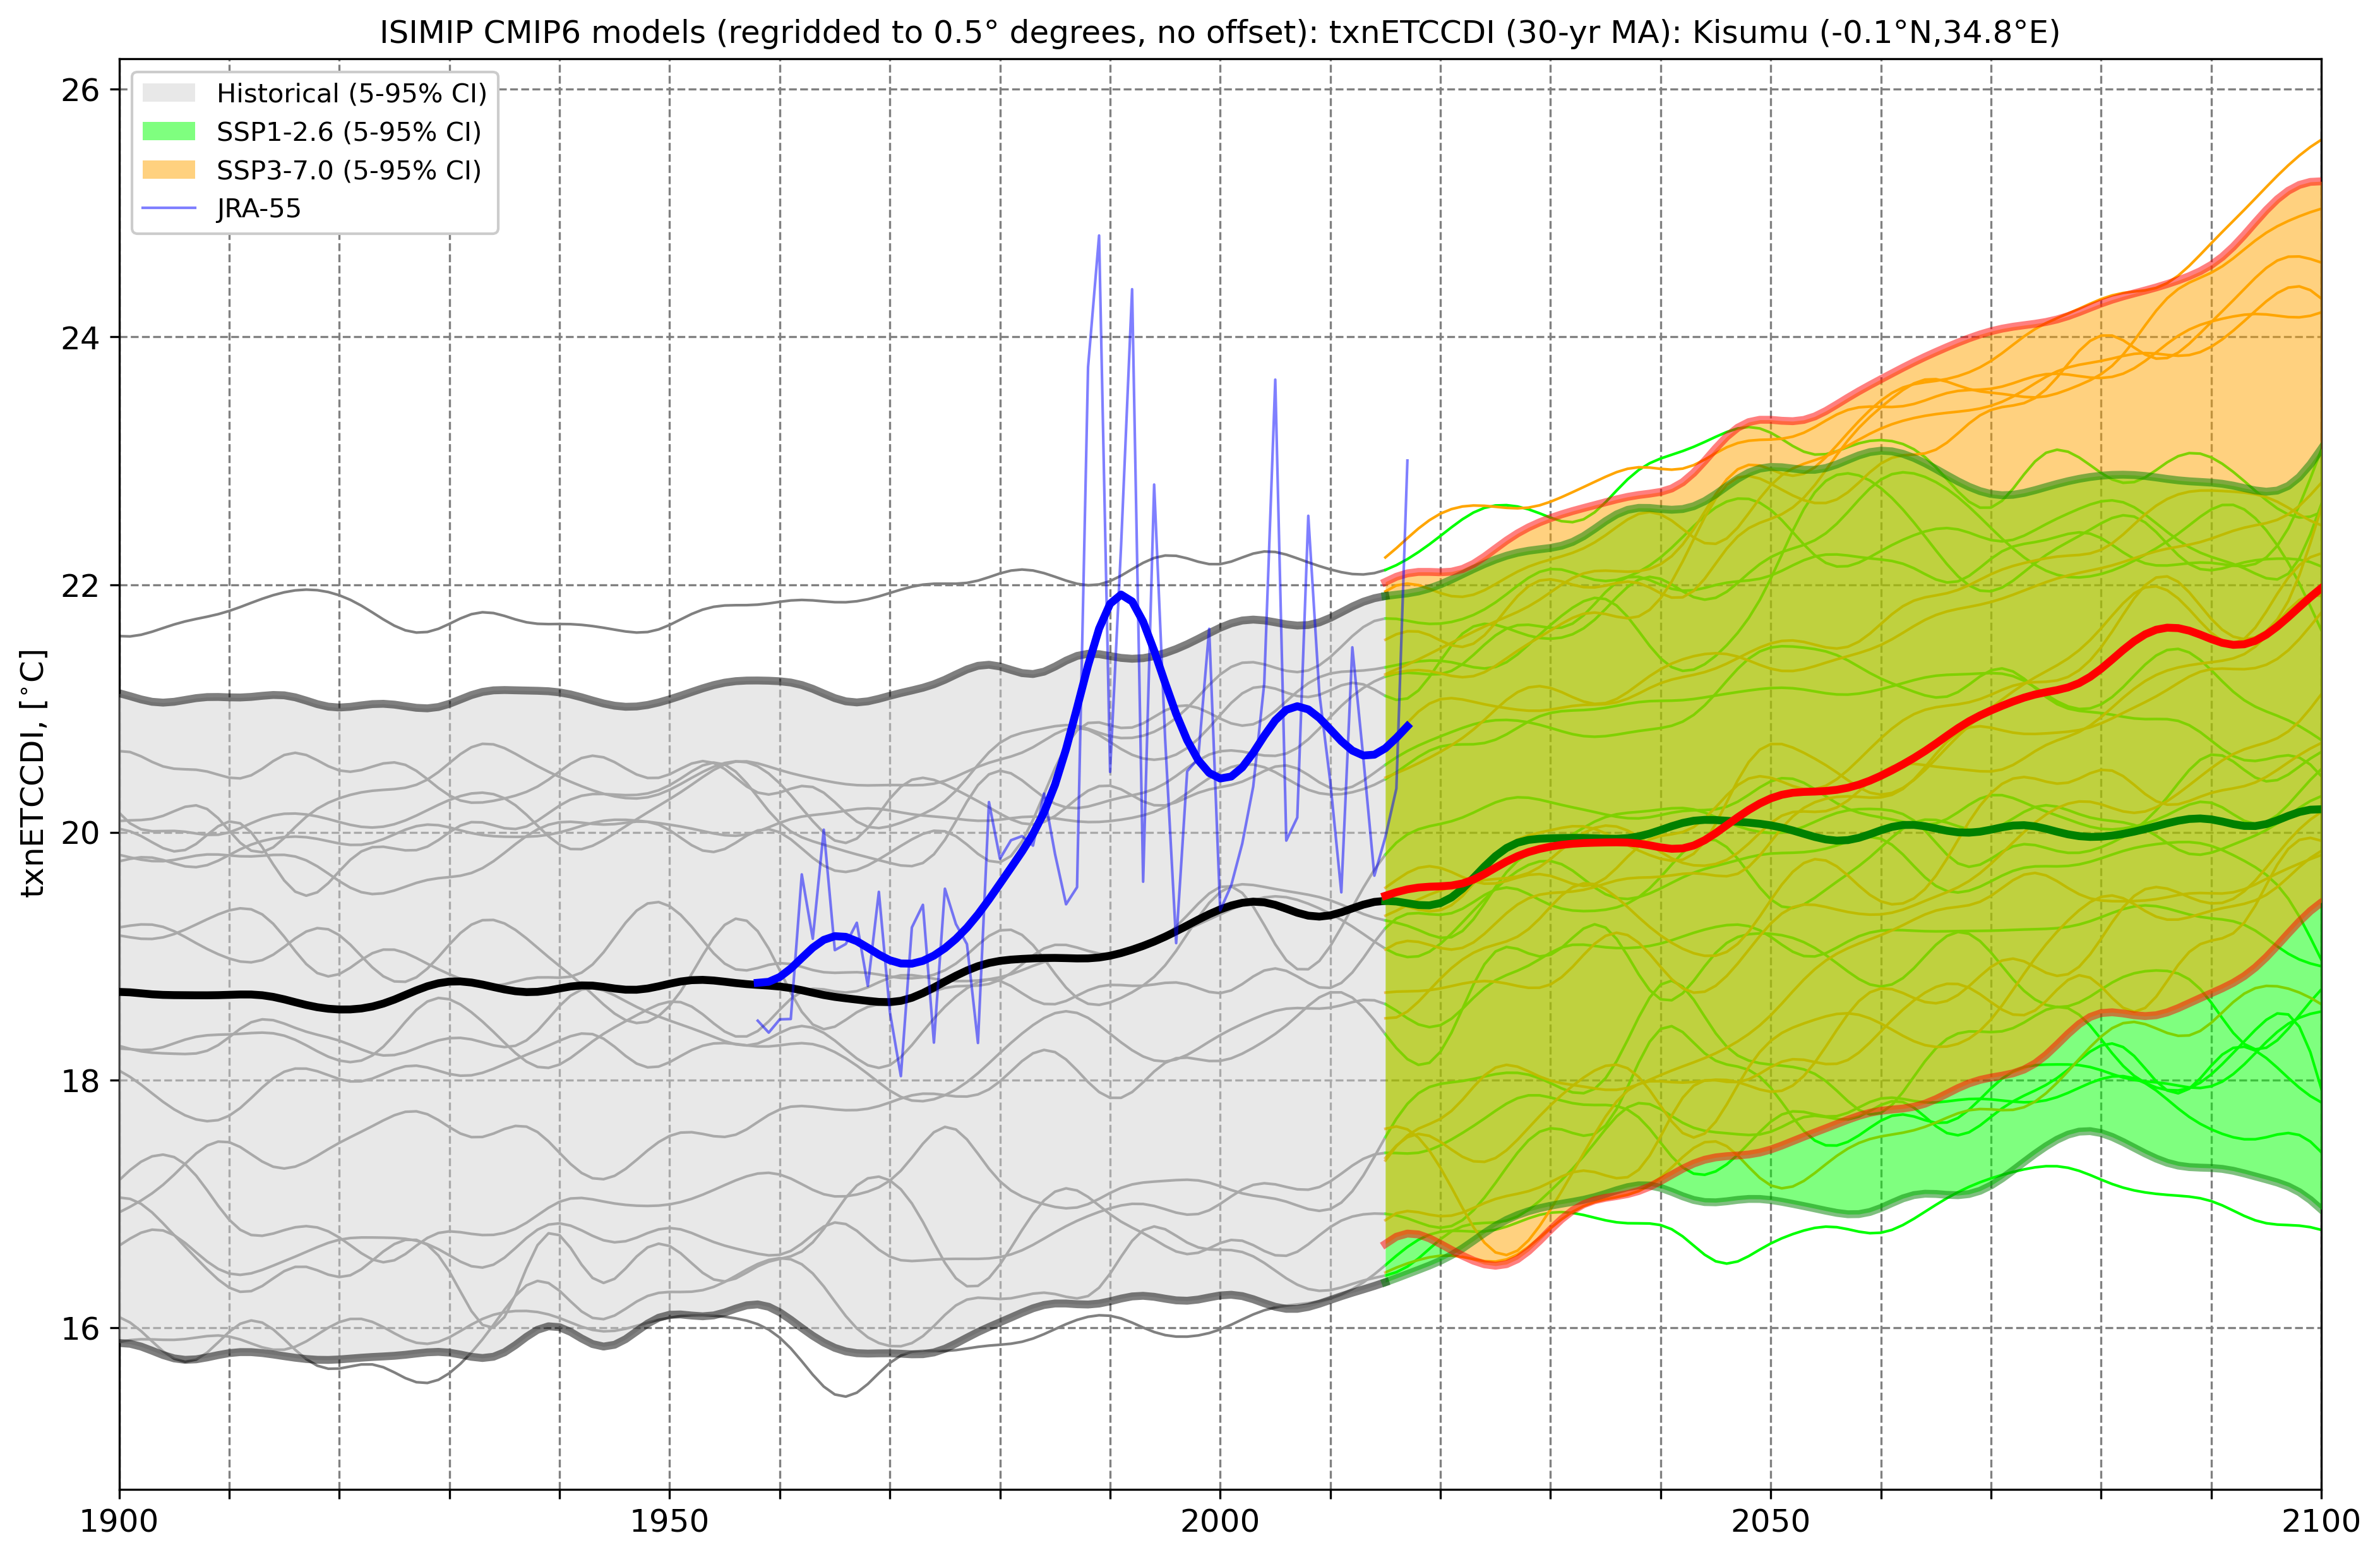 ISIMIP CMIP6 models (regridded to 0.5° degrees, no offset): txnETCCDI (30-yr MA): Kisumu (-0.1°N,34.8°E)
Historical (5-95% CI)
SSP1-2.6 (5-95% CI)
SSP3-7.0 (5-95% CI)
JRA-55
26
24
22
20
18
16
txnETCCDI, [°C]
1900
1950
2000
2050
2100